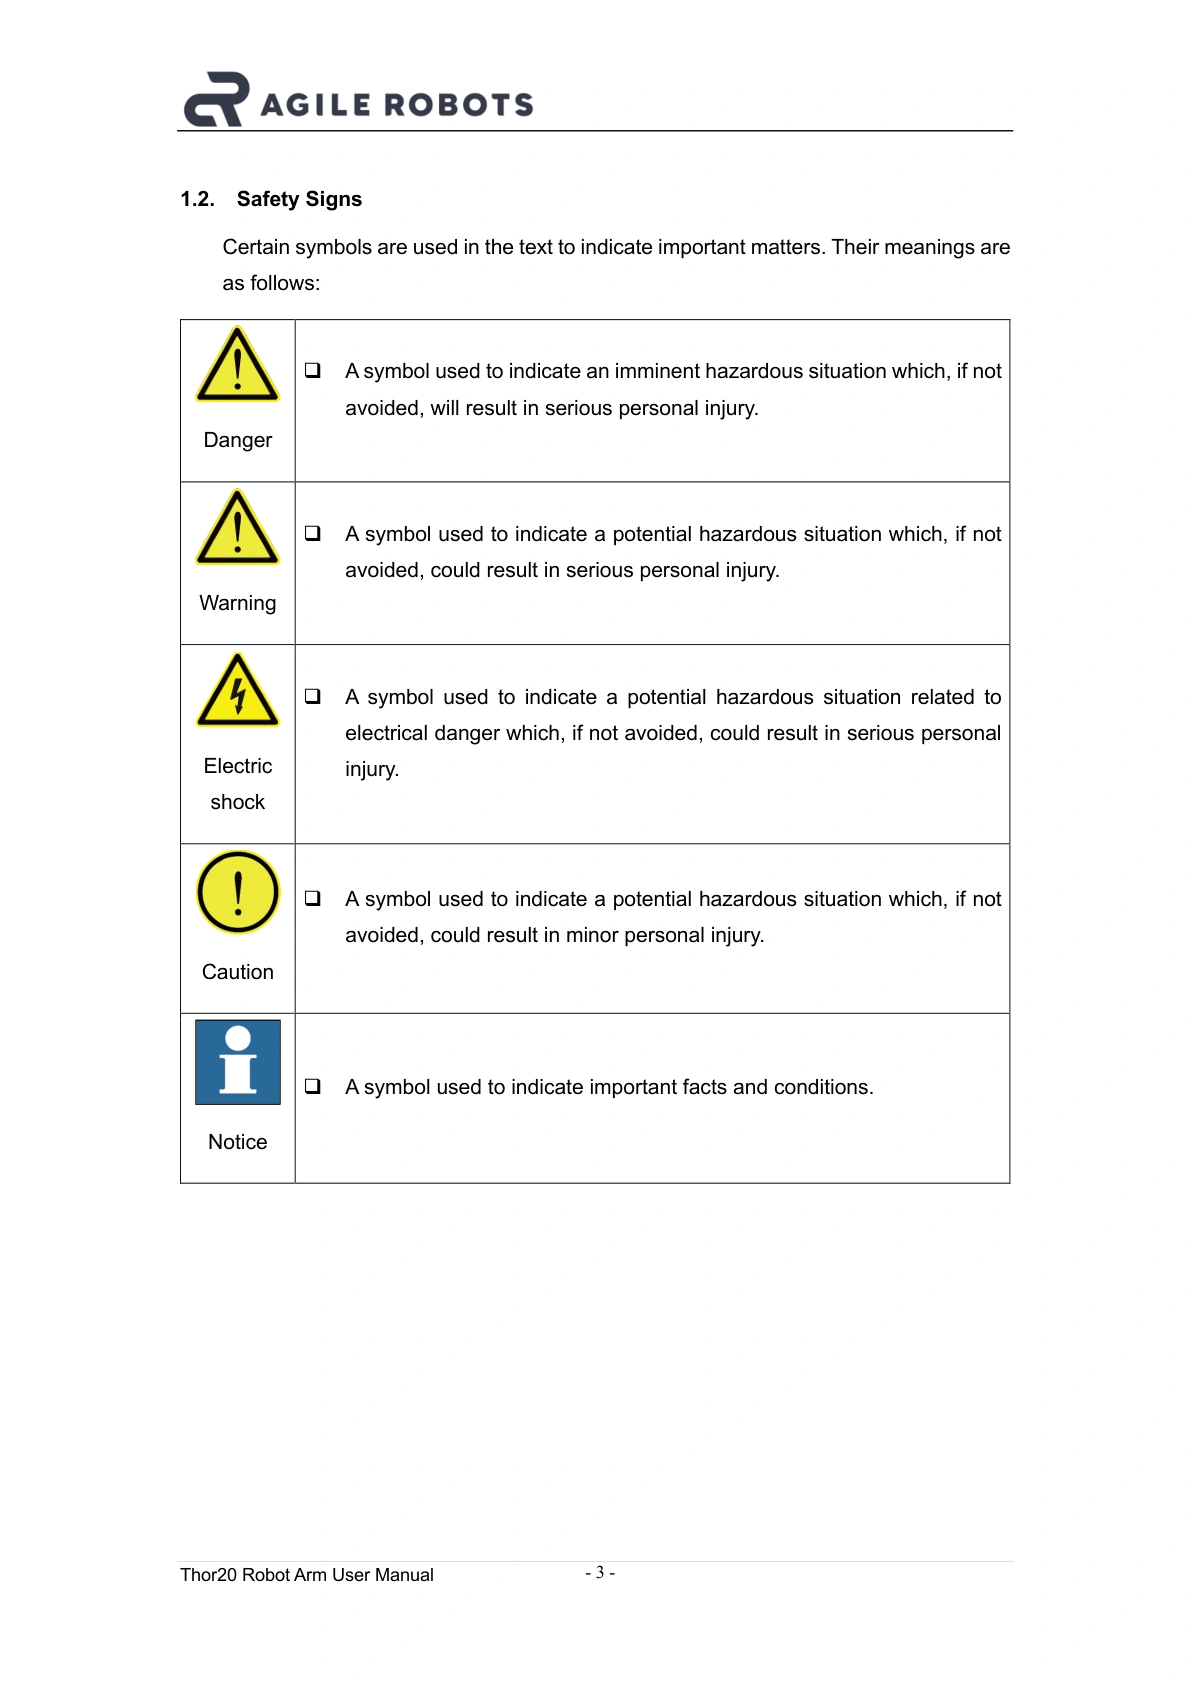 AGILE ROBOTS
1.2. Safety Signs
Certain symbols are used in the text to indicate important matters. Their meanings are
as follows:
Danger
❑ A symbol used to indicate an imminent hazardous situation which, if not
avoided, will result in serious personal injury.
Warning
❑ A symbol used to indicate a potential hazardous situation which, if not
avoided, could result in serious personal injury.
Electric
shock
❑ A symbol used to indicate a potential hazardous situation related to
electrical danger which, if not avoided, could result in serious personal
injury.
Caution
❑ A symbol used to indicate a potential hazardous situation which, if not
avoided, could result in minor personal injury.
Notice
❑ A symbol used to indicate important facts and conditions.
Thor20 Robot Arm User Manual
- 3 -